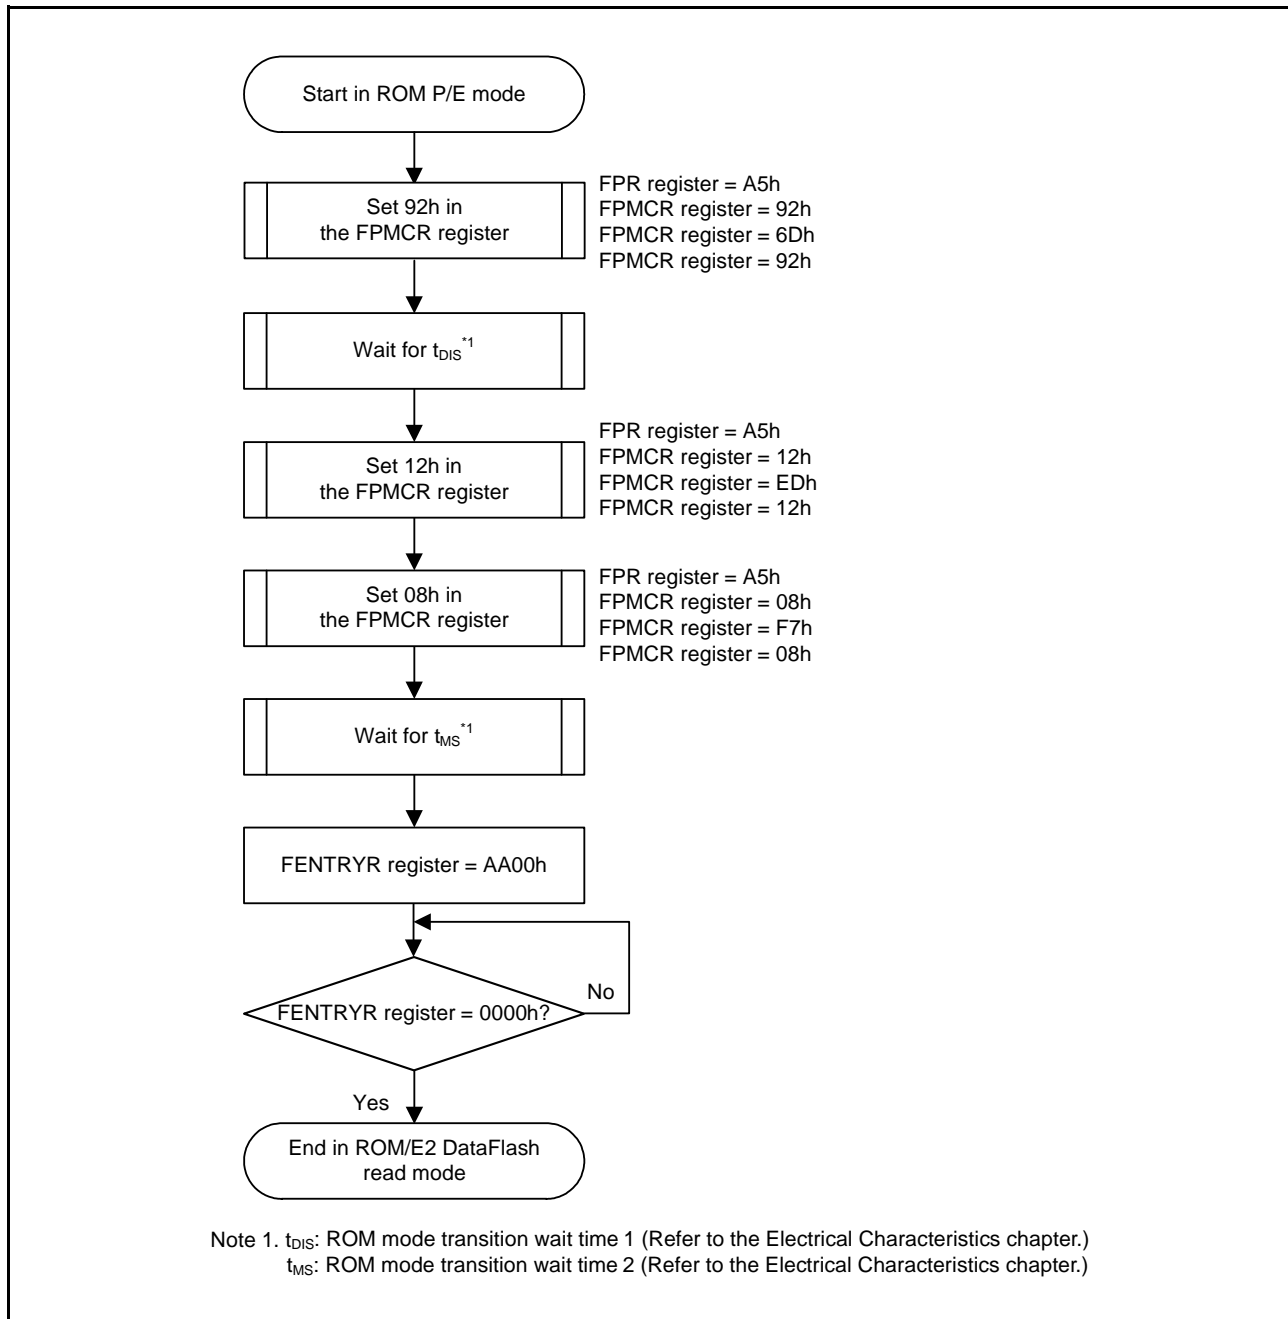 Start in ROM P/E mode
Set 92h in
the FPMCR register
FPR register = A5h
FPMCR register = 92h
FPMCR register = 6Dh
FPMCR register = 92h
Wait for tDIS*1
Set 12h in
the FPMCR register
FPR register = A5h
FPMCR register = 12h
FPMCR register = EDh
FPMCR register = 12h
Set 08h in
the FPMCR register
FPR register = A5h
FPMCR register = 08h
FPMCR register = F7h
FPMCR register = 08h
Wait for tMS*1
FENTRYR register = AA00h
FENTRYR register = 0000h?
No
Yes
End in ROM/E2 DataFlash
read mode
Note 1. tDIS: ROM mode transition wait time 1 (Refer to the Electrical Characteristics chapter.)
tMS: ROM mode transition wait time 2 (Refer to the Electrical Characteristics chapter.)